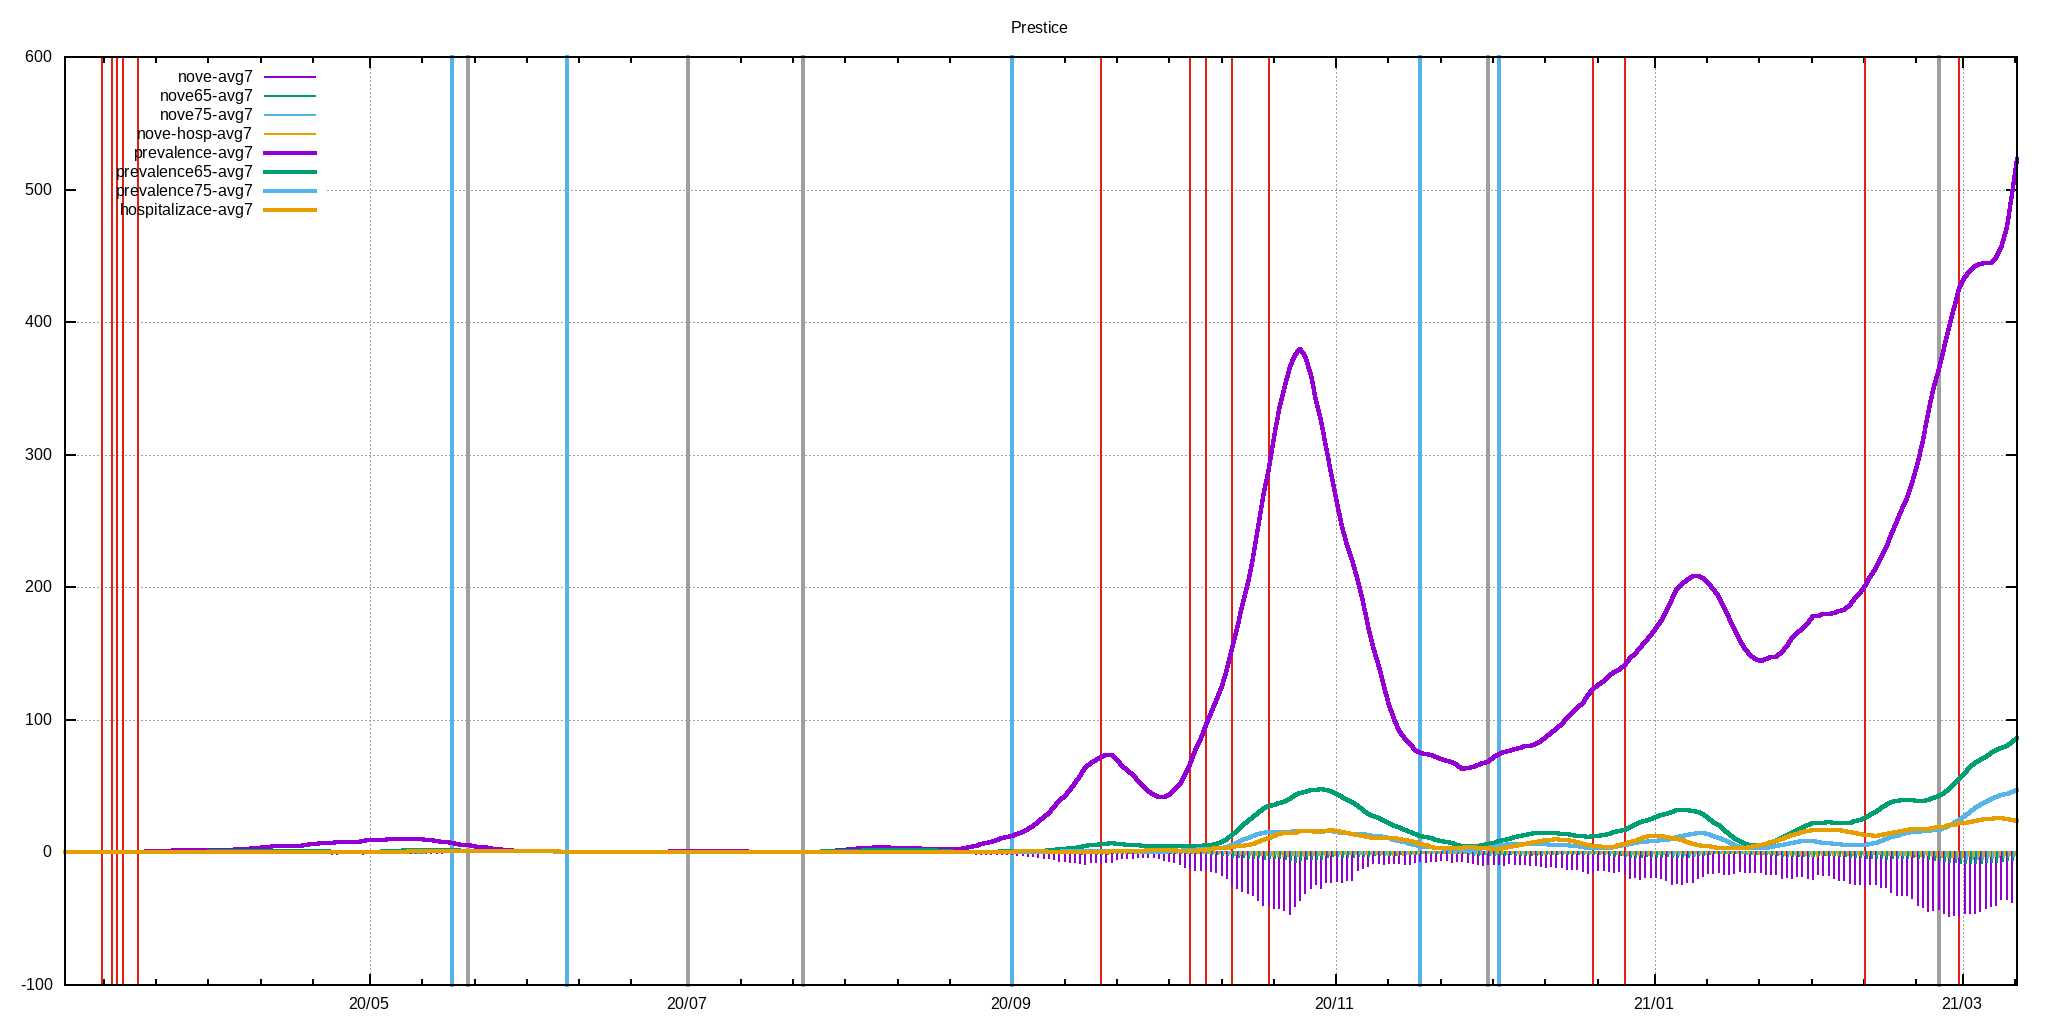 Prestice
600
500
400
300
200
100
0
-100
nove-avg7
nove65-avg7
nove75-avg7
nove-hosp-avg7
prevalence-avg7
prevalence65-avg7
prevalence75-avg7
hospitalizace-avg7
20/05 20/07 20/09 20/11 21/01 21/03